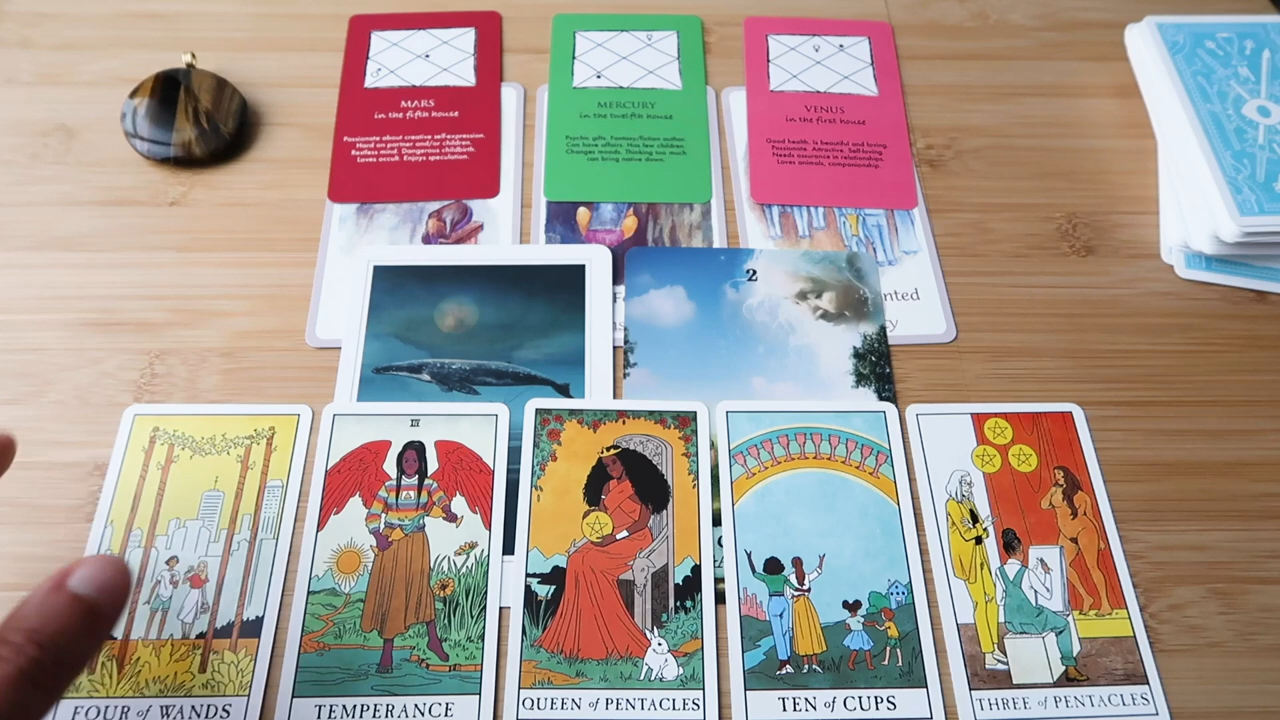 MARS
in the fifth house
Passionate about creative self-expression.
Hard on partner and/or children.
Restless mind. Dangerous childbirth.
Loves occult. Enjoys speculation.
MERCURY
in the twelfth house
Psychic gifts. Fantasy/fiction author.
Can have affairs. Has few children.
Changes moods. Thinking too much
can bring native down.
VENUS
in the first house
Good health. Is beautiful and loving.
Passionate. Attractive. Self-loving.
Needs assurance in relationships.
Loves animals, companionship.
2
FOUR of WANDS
TEMPERANCE
QUEEN of PENTACLES
TEN of CUPS
THREE of PENTACLES